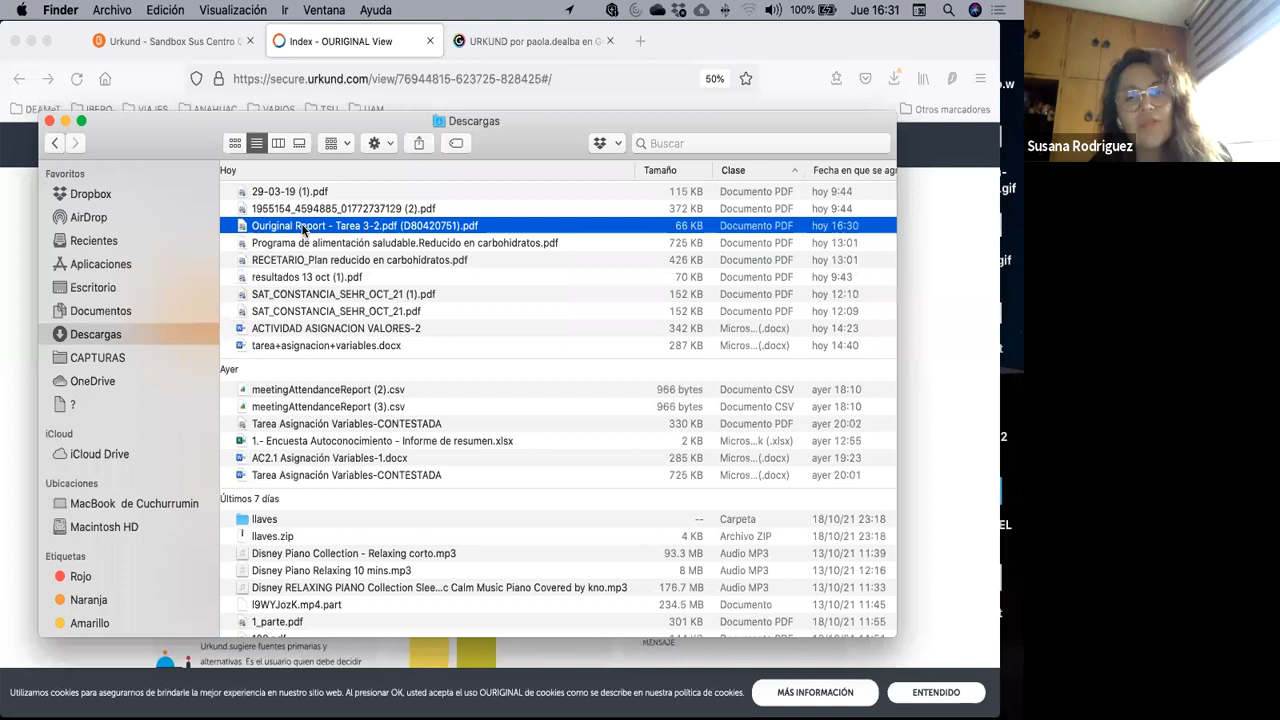 Finder Archivo Edición Visualización Ir Ventana Ayuda 100% Jue 16:31
Urkund - Sandbox Sus Centro C × Index - OURIGINAL View × URKUND por paola.dealba en G × +
https://secure.urkund.com/view/76944815-623725-828425#/ 50%
DEAMeT IBERO VIAJES ANAHUAC VARIOS TSU UAM Otros marcadores
Descargas
Buscar
Favoritos
Dropbox
AirDrop
Recientes
Aplicaciones
Escritorio
Documentos
Descargas
CAPTURAS
OneDrive
?
iCloud
iCloud Drive
Ubicaciones
MacBook de Cuchurrumin
Macintosh HD
Etiquetas
Rojo
Naranja
Amarillo
Hoy Tamaño Clase Fecha en que se agr
29-03-19 (1).pdf 115 KB Documento PDF hoy 9:44
1955154_4594885_01772737129 (2).pdf 372 KB Documento PDF hoy 9:44
Ouriginal Report - Tarea 3-2.pdf (D80420751).pdf 66 KB Documento PDF hoy 16:30
Programa de alimentación saludable.Reducido en carbohidratos.pdf 725 KB Documento PDF hoy 13:01
RECETARIO_Plan reducido en carbohidratos.pdf 426 KB Documento PDF hoy 13:01
resultados 13 oct (1).pdf 70 KB Documento PDF hoy 9:43
SAT_CONSTANCIA_SEHR_OCT_21 (1).pdf 152 KB Documento PDF hoy 12:10
SAT_CONSTANCIA_SEHR_OCT_21.pdf 152 KB Documento PDF hoy 12:09
ACTIVIDAD ASIGNACION VALORES-2 342 KB Micros...(.docx) hoy 14:23
tarea+asignacion+variables.docx 287 KB Micros...(.docx) hoy 14:40
Ayer
meetingAttendanceReport (2).csv 966 bytes Documento CSV ayer 18:10
meetingAttendanceReport (3).csv 966 bytes Documento CSV ayer 18:10
Tarea Asignación Variables-CONTESTADA 330 KB Documento PDF ayer 20:02
1.- Encuesta Autoconocimiento - Informe de resumen.xlsx 2 KB Micros...k (.xlsx) ayer 12:55
AC2.1 Asignación Variables-1.docx 285 KB Micros...(.docx) ayer 19:23
Tarea Asignación Variables-CONTESTADA 725 KB Micros...(.docx) ayer 20:01
Últimos 7 días
llaves -- Carpeta 18/10/21 23:18
llaves.zip 4 KB Archivo ZIP 18/10/21 23:18
Disney Piano Collection - Relaxing corto.mp3 93.3 MB Audio MP3 13/10/21 11:39
Disney Piano Relaxing 10 mins.mp3 8 MB Audio MP3 13/10/21 12:16
Disney RELAXING PIANO Collection Slee...c Calm Music Piano Covered by kno.mp3 176.7 MB Audio MP3 13/10/21 11:33
I9WYJozK.mp4.part 234.5 MB Documento 13/10/21 11:45
1_parte.pdf 301 KB Documento PDF 18/10/21 11:55
Urkund sugiere fuentes primarias y
alternativas. Es el usuario quien debe decidir
MENSAJE
Utilizamos cookies para asegurarnos de brindarle la mejor experiencia en nuestro sitio web. Al presionar OK, usted acepta el uso OURIGINAL de cookies como se describe en nuestra política de cookies. MÁS INFORMACIÓN ENTENDIDO
Susana Rodriguez
.gif
gif
2
EL